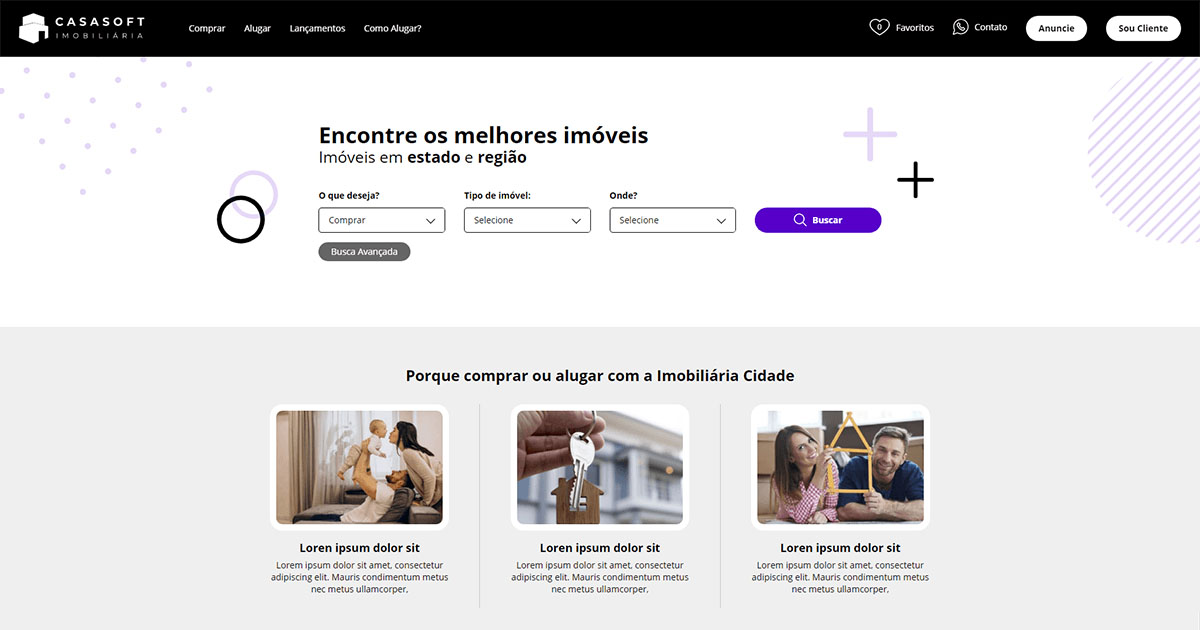 CASASOFT
IMOBILIÁRIA
Comprar
Alugar
Lançamentos
Como Alugar?
0
Favoritos
Contato
Anuncie
Sou Cliente
Encontre os melhores imóveis
Imóveis em estado e região
O que deseja?
Tipo de imóvel:
Onde?
Comprar
Selecione
Selecione
Buscar
Busca Avançada
Porque comprar ou alugar com a Imobiliária Cidade
Loren ipsum dolor sit
Lorem ipsum dolor sit amet, consectetur
adipiscing elit. Mauris condimentum metus
nec metus ullamcorper,
Loren ipsum dolor sit
Lorem ipsum dolor sit amet, consectetur
adipiscing elit. Mauris condimentum metus
nec metus ullamcorper,
Loren ipsum dolor sit
Lorem ipsum dolor sit amet, consectetur
adipiscing elit. Mauris condimentum metus
nec metus ullamcorper,